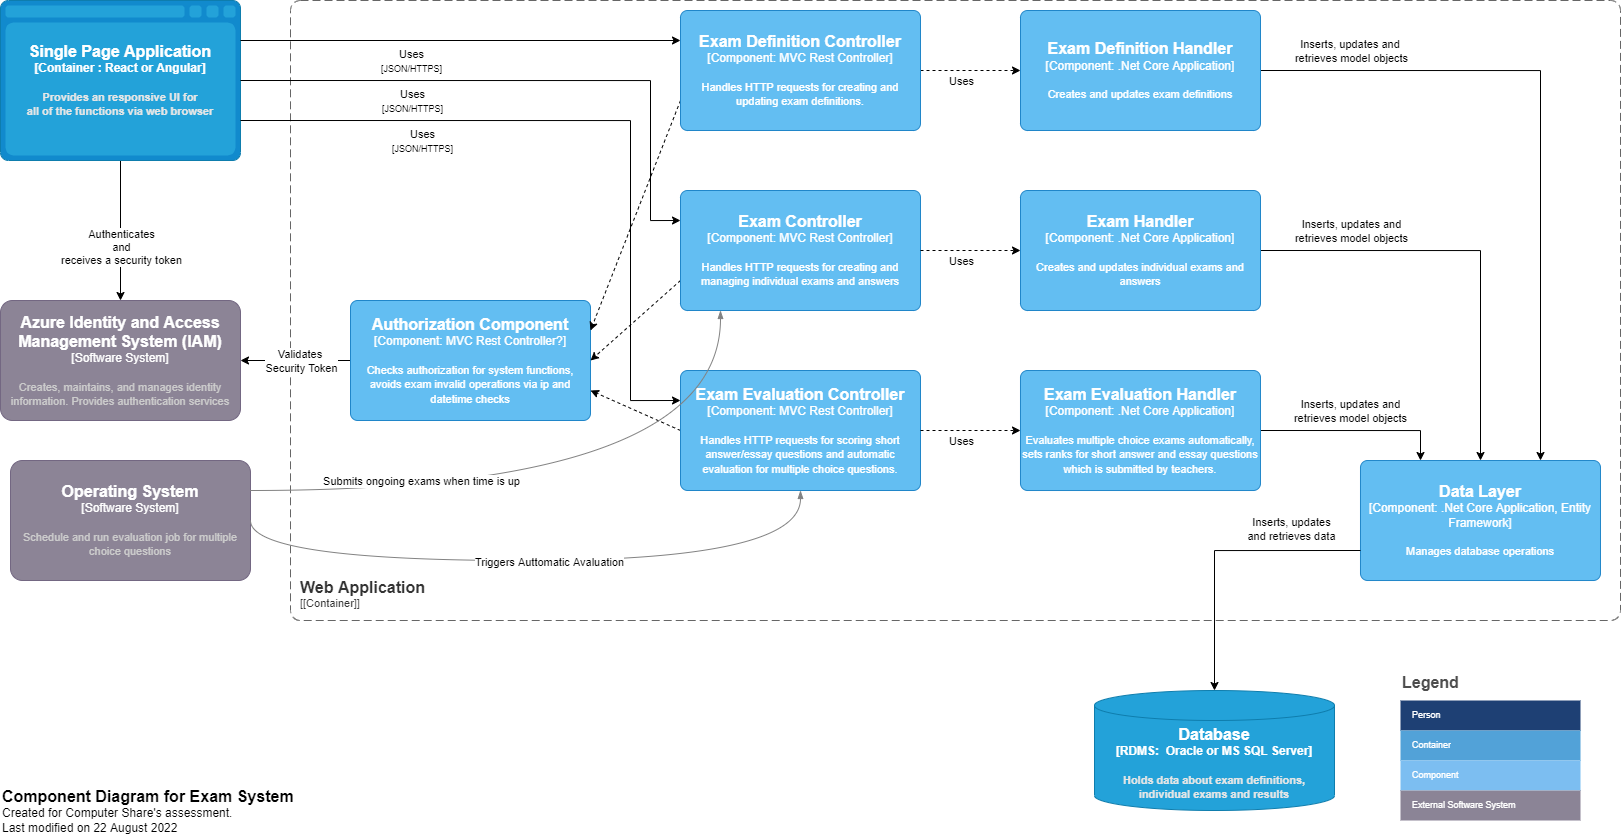 Single Page Application
[Container : React or Angular]
Provides an responsive UI for
all of the functions via web browser
Uses
[JSON/HTTPS]
Uses
[JSON/HTTPS]
Uses
[JSON/HTTPS]
Exam Definition Controller
[Component: MVC Rest Controller]
Handles HTTP requests for creating and
updating exam definitions.
Uses
Exam Definition Handler
[Component: .Net Core Application]
Creates and updates exam definitions
Inserts, updates and
retrieves model objects
Authenticates
and
receives a security token
Exam Controller
[Component: MVC Rest Controller]
Handles HTTP requests for creating and
managing individual exams and answers
Uses
Exam Handler
[Component: .Net Core Application]
Creates and updates individual exams and
answers
Inserts, updates and
retrieves model objects
Azure Identity and Access
Management System (IAM)
[Software System]
Creates, maintains, and manages identity
information. Provides authentication services
Validates
Security Token
Authorization Component
[Component: MVC Rest Controller?]
Checks authorization for system functions,
avoids exam invalid operations via ip and
datetime checks
Exam Evaluation Controller
[Component: MVC Rest Controller]
Handles HTTP requests for scoring short
answer/essay questions and automatic
evaluation for multiple choice questions.
Uses
Exam Evaluation Handler
[Component: .Net Core Application]
Evaluates multiple choice exams automatically,
sets ranks for short answer and essay questions
which is submitted by teachers.
Inserts, updates and
retrieves model objects
Operating System
[Software System]
Schedule and run evaluation job for multiple
choice questions
Submits ongoing exams when time is up
Triggers Auttomatic Avaluation
Data Layer
[Component: .Net Core Application, Entity
Framework]
Manages database operations
Inserts, updates
and retrieves data
Web Application
[[Container]]
Database
[RDMS:  Oracle or MS SQL Server]
Holds data about exam definitions,
individual exams and results
Legend
Person
Container
Component
External Software System
Component Diagram for Exam System
Created for Computer Share's assessment.
Last modified on 22 August 2022